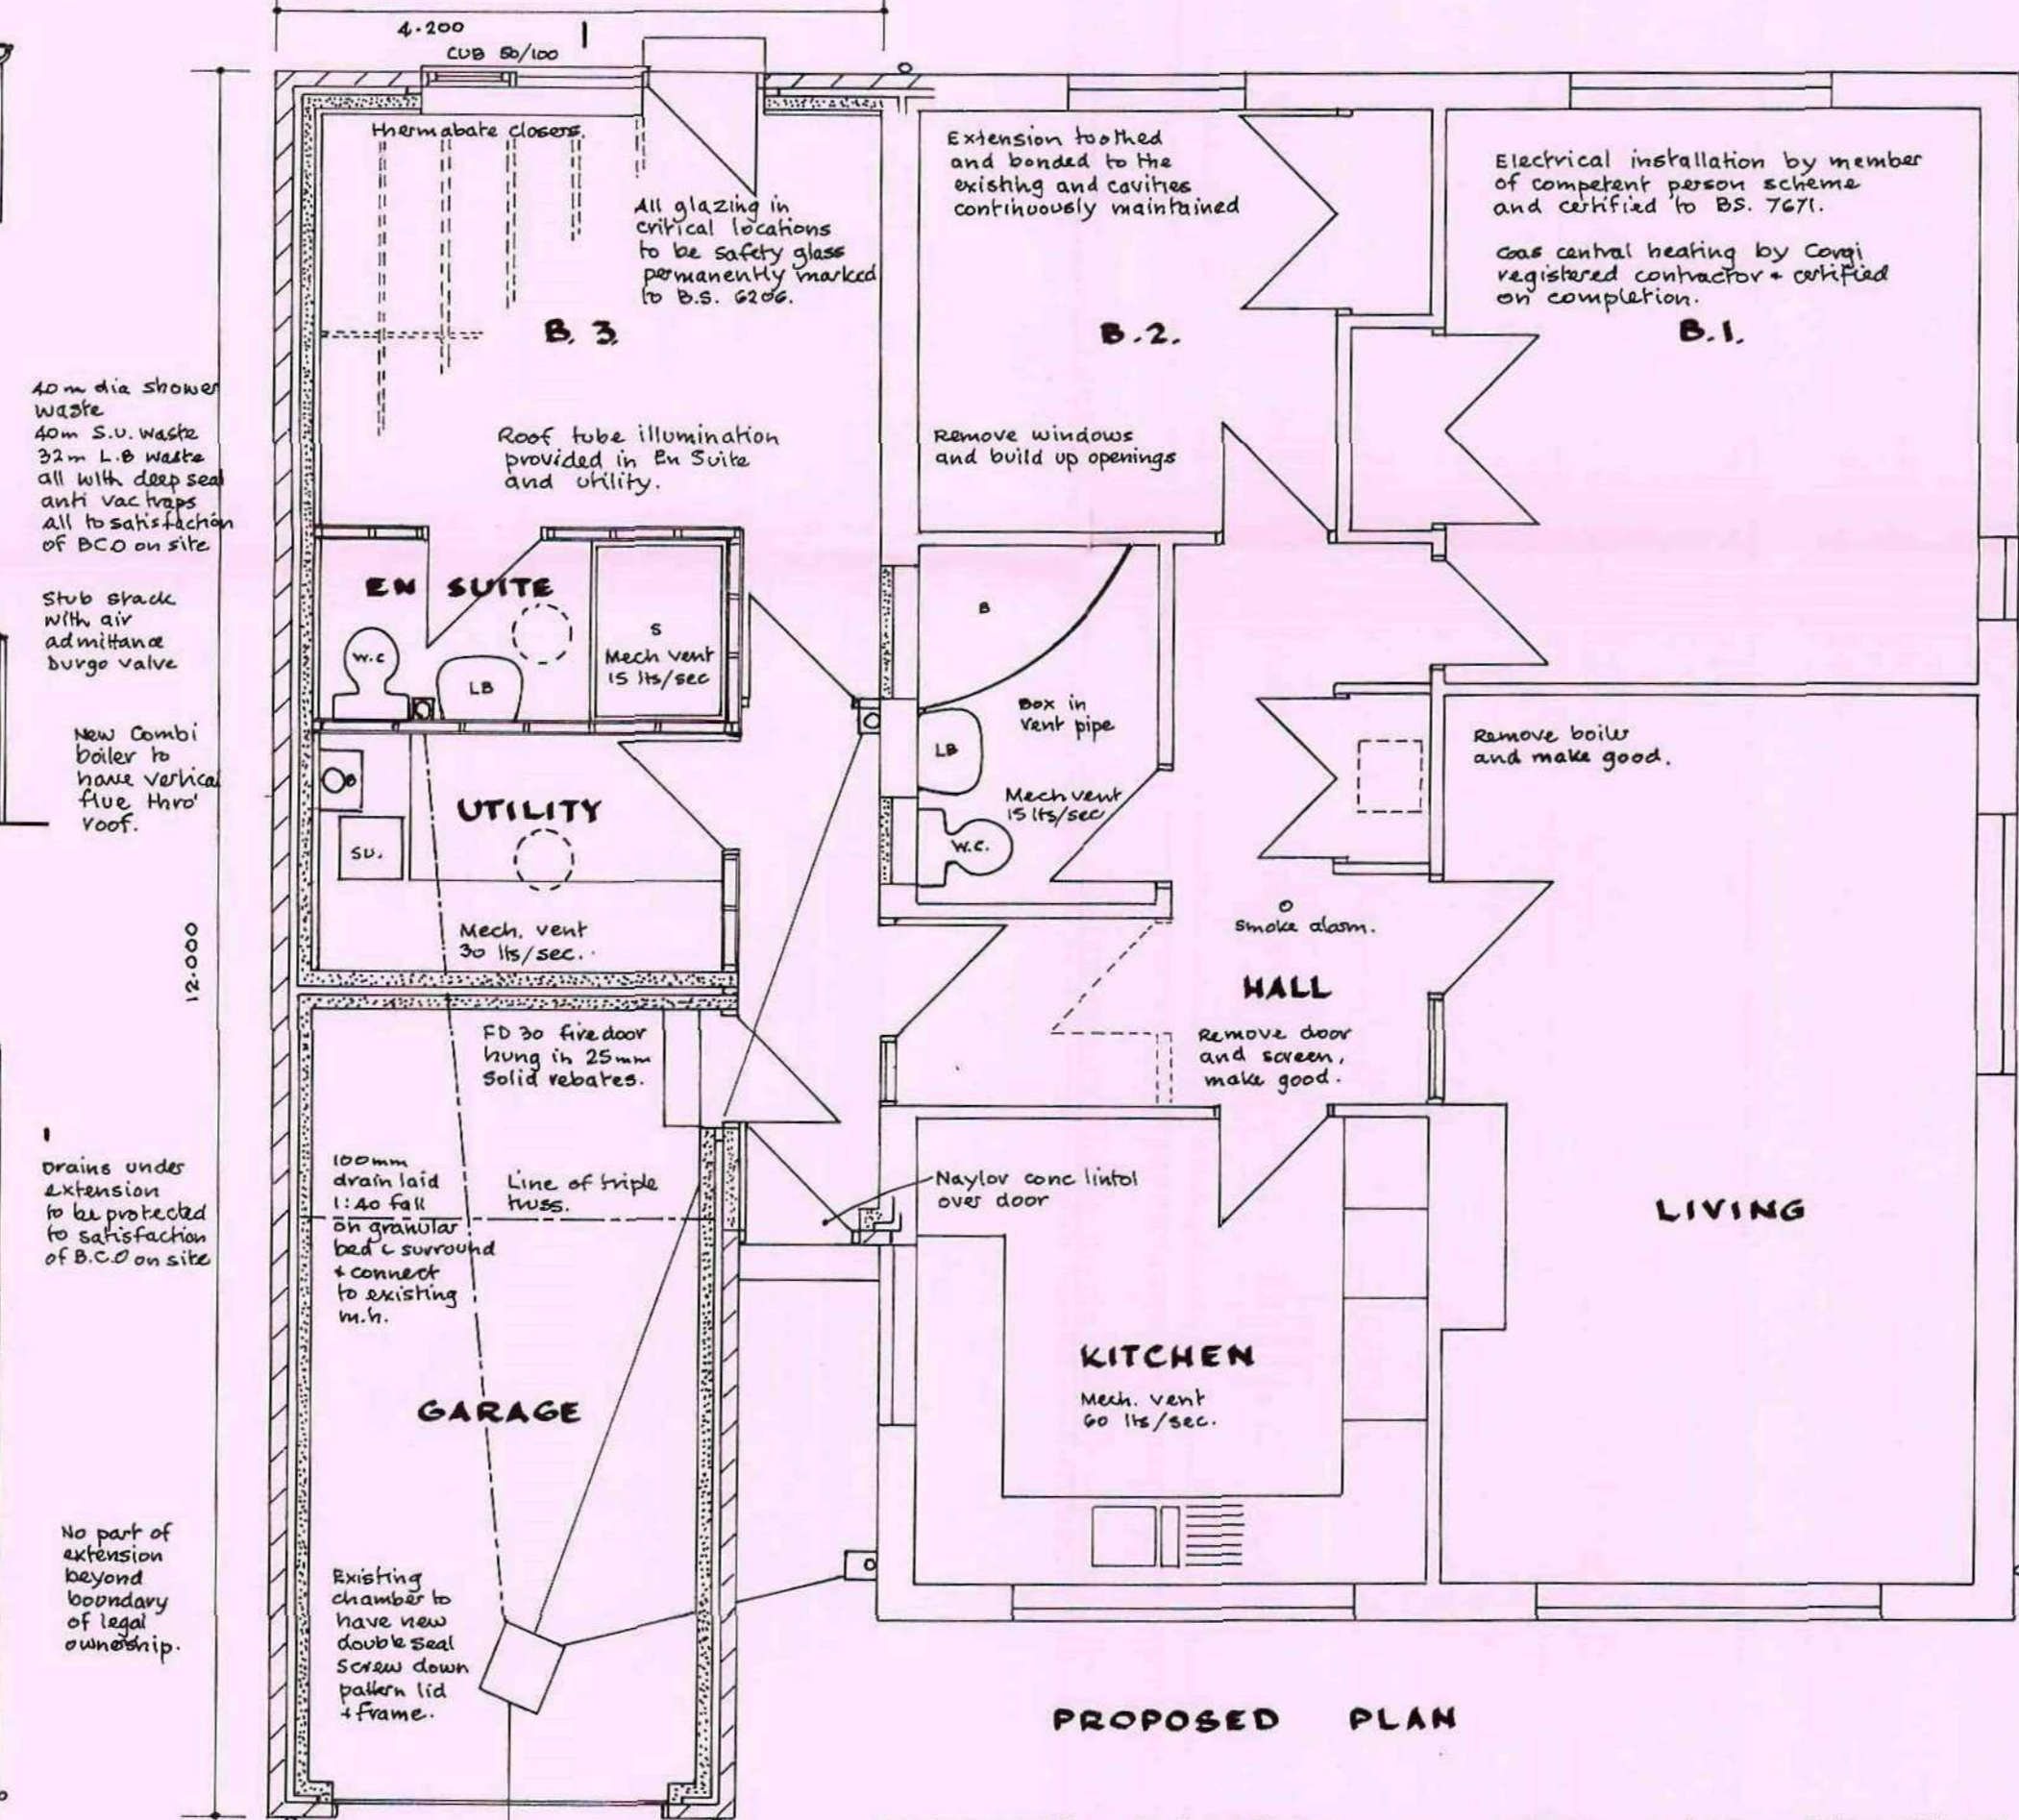 4.200
CUB 50/100
thermabate closers.
All glazing in
critical locations
to be safety glass
permanently marked
to B.S. 6206.
B. 3.
Roof tube illumination
provided in En Suite
and utility.
Extension toothed
and bonded to the
existing and cavities
continuously maintained
B.2.
Remove windows
and build up openings
Electrical installation by member
of competent person scheme
and certified to BS. 7671.
Gas central heating by Corgi
registered contractor + certified
on completion.
B.1.
40m dia shower
waste
40m S.U. waste
32m L.B waste
all with deep seal
anti vac traps
all to satisfaction
of BCO on site
Stub stack
with air
admittance
Durgo valve
New Combi
boiler to
have vertical
flue thro'
roof.
12.000
Drains under
extension
to be protected
to satisfaction
of B.C.O on site
No part of
extension
beyond
boundary
of legal
ownership.
EN SUITE
W.C
LB
S
Mech vent
15 lts/sec
UTILITY
SU.
Mech. vent
30 lts/sec.
B
Box in
vent pipe
LB
Mech vent
15 lts/sec
W.C.
Remove boiler
and make good.
Smoke alarm.
HALL
Remove door
and screen,
make good.
FD 30 fire door
hung in 25mm
Solid rebates.
100mm
drain laid
1:40 fall
on granular
bed & surround
+ connect
to existing
m.h.
Line of triple
truss.
Naylor conc lintol
over door
LIVING
KITCHEN
Mech. vent
60 lts/sec.
GARAGE
Existing
chamber to
have new
double seal
screw down
pattern lid
+ frame.
PROPOSED PLAN